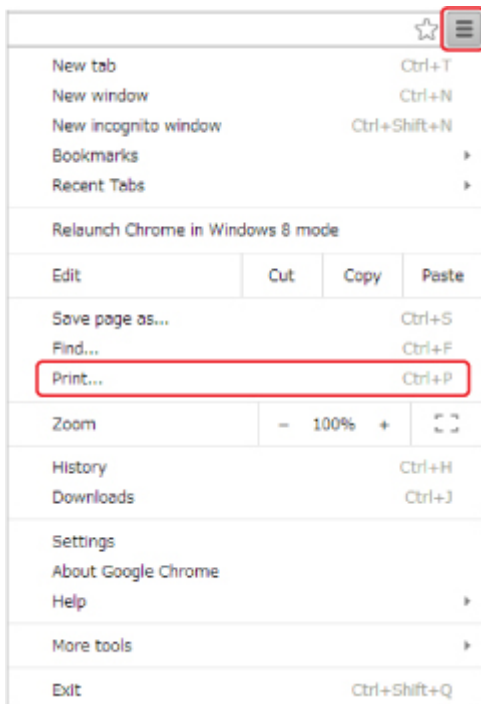 New tab Ctrl+T
New window Ctrl+N
New incognito window Ctrl+Shift+N
Bookmarks
Recent Tabs
Relaunch Chrome in Windows 8 mode
Edit Cut Copy Paste
Save page as... Ctrl+S
Find... Ctrl+F
Print... Ctrl+P
Zoom − 100% +
History Ctrl+H
Downloads Ctrl+J
Settings
About Google Chrome
Help
More tools
Exit Ctrl+Shift+Q